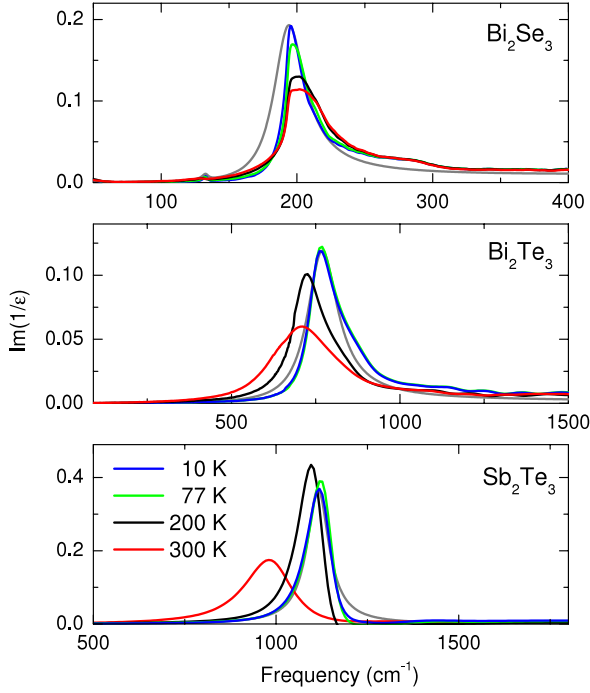 0.2
Bi₂Se₃
0.1
0.0
100 200 300 400
Bi₂Te₃
0.10
0.05
0.00
500 1000 1500
Im(1/ε)
Sb₂Te₃
0.4
10 K
77 K
0.2
200 K
300 K
0.0
500 1000 1500
Frequency (cm⁻¹)